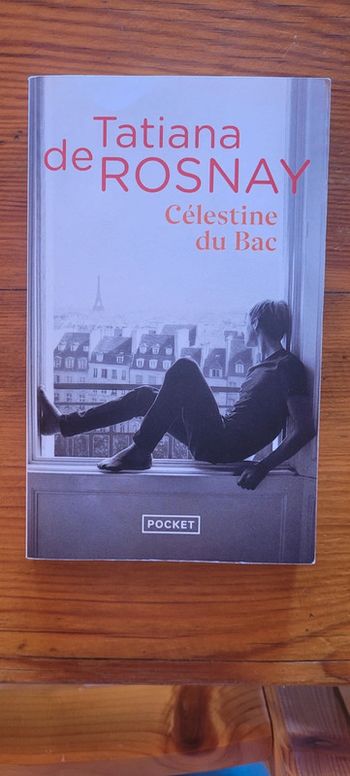 Tatiana
de ROSNAY
Célestine
du Bac
POCKET